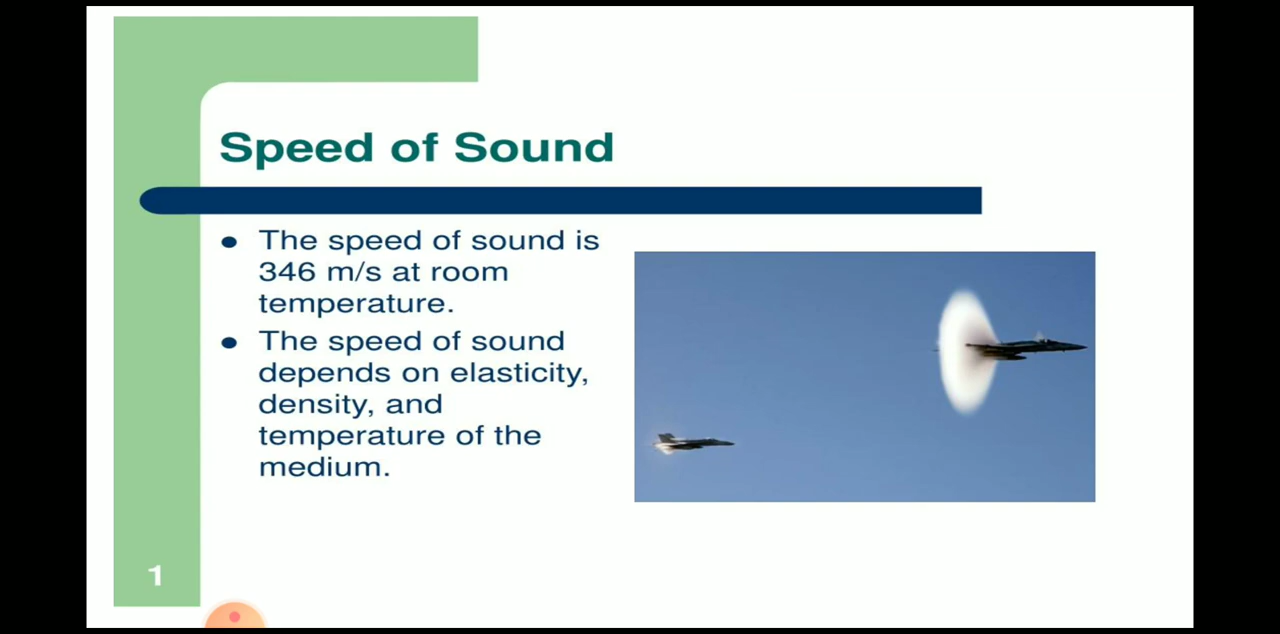 Speed of Sound
● The speed of sound is
346 m/s at room
temperature.
● The speed of sound
depends on elasticity,
density, and
temperature of the
medium.
1